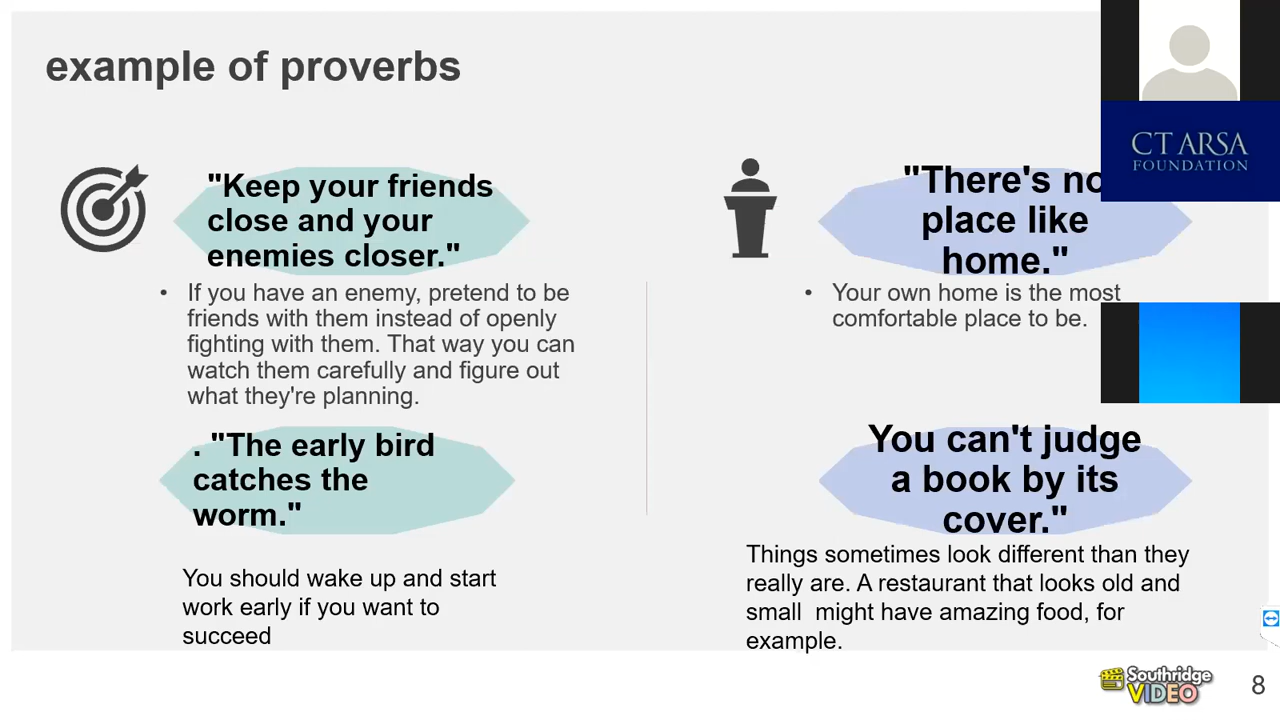 example of proverbs
"Keep your friends
close and your
enemies closer."
If you have an enemy, pretend to be
friends with them instead of openly
fighting with them. That way you can
watch them carefully and figure out
what they're planning.
. "The early bird
catches the
worm."
You should wake up and start
work early if you want to
succeed
"There's no
place like
home."
Your own home is the most
comfortable place to be.
You can't judge
a book by its
cover."
Things sometimes look different than they
really are. A restaurant that looks old and
small  might have amazing food, for
example.
CT ARSA
FOUNDATION
Southridge
VIDEO
8